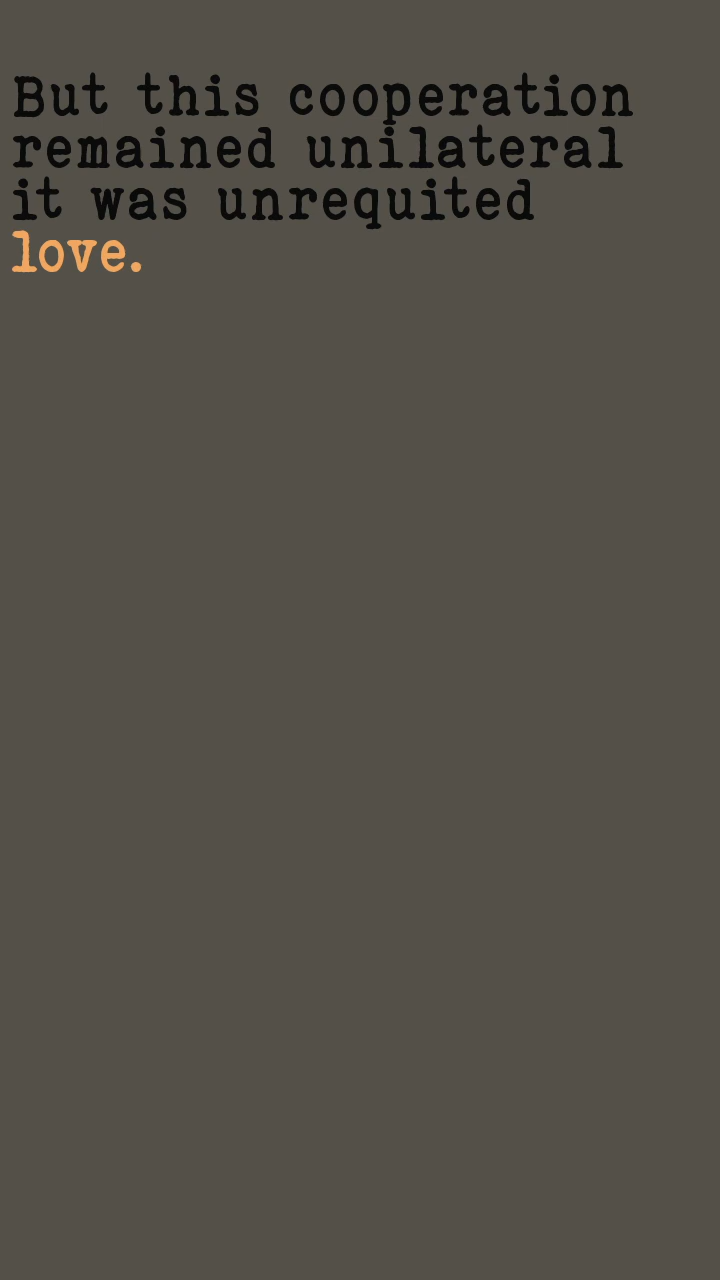 But this cooperation
remained unilateral
it was unrequited
love.